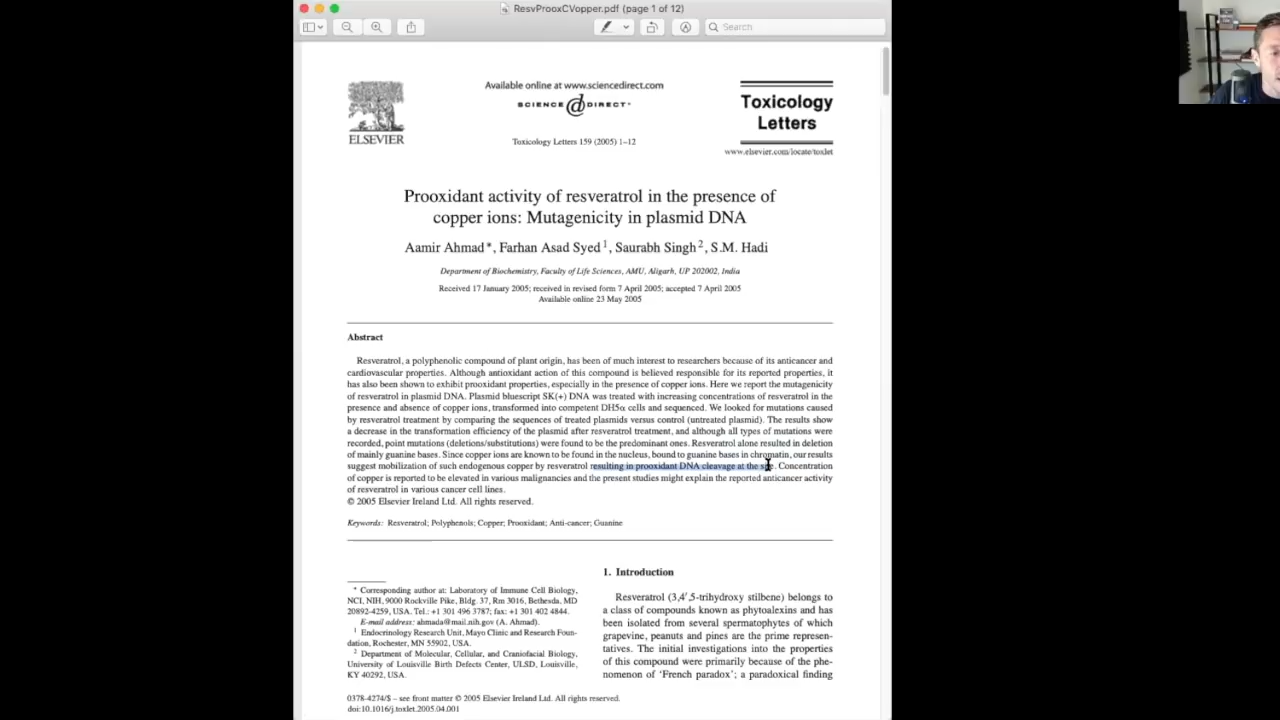 ResvProoxCVopper.pdf (page 1 of 12)
Search
Available online at www.sciencedirect.com
SCIENCE @ DIRECT•
ELSEVIER
Toxicology
Letters
Toxicology Letters 159 (2005) 1–12
www.elsevier.com/locate/toxlet
Prooxidant activity of resveratrol in the presence of
copper ions: Mutagenicity in plasmid DNA
Aamir Ahmad *, Farhan Asad Syed 1, Saurabh Singh 2, S.M. Hadi
Department of Biochemistry, Faculty of Life Sciences, AMU, Aligarh, UP 202002, India
Received 17 January 2005; received in revised form 7 April 2005; accepted 7 April 2005
Available online 23 May 2005
Abstract
Resveratrol, a polyphenolic compound of plant origin, has been of much interest to researchers because of its anticancer and
cardiovascular properties. Although antioxidant action of this compound is believed responsible for its reported properties, it
has also been shown to exhibit prooxidant properties, especially in the presence of copper ions. Here we report the mutagenicity
of resveratrol in plasmid DNA. Plasmid bluescript SK(+) DNA was treated with increasing concentrations of resveratrol in the
presence and absence of copper ions, transformed into competent DH5α cells and sequenced. We looked for mutations caused
by resveratrol treatment by comparing the sequences of treated plasmids versus control (untreated plasmid). The results show
a decrease in the transformation efficiency of the plasmid after resveratrol treatment, and although all types of mutations were
recorded, point mutations (deletions/substitutions) were found to be the predominant ones. Resveratrol alone resulted in deletion
of mainly guanine bases. Since copper ions are known to be found in the nucleus, bound to guanine bases in chromatin, our results
suggest mobilization of such endogenous copper by resveratrol resulting in prooxidant DNA cleavage at the site. Concentration
of copper is reported to be elevated in various malignancies and the present studies might explain the reported anticancer activity
of resveratrol in various cancer cell lines.
© 2005 Elsevier Ireland Ltd. All rights reserved.
Keywords: Resveratrol; Polyphenols; Copper; Prooxidant; Anti-cancer; Guanine
* Corresponding author at: Laboratory of Immune Cell Biology,
NCI, NIH, 9000 Rockville Pike, Bldg. 37, Rm 3016, Bethesda, MD
20892-4259, USA. Tel.: +1 301 496 3787; fax: +1 301 402 4844.
E-mail address: ahmada@mail.nih.gov (A. Ahmad).
1 Endocrinology Research Unit, Mayo Clinic and Research Foun-
dation, Rochester, MN 55902, USA.
2 Department of Molecular, Cellular, and Craniofacial Biology,
University of Louisville Birth Defects Center, ULSD, Louisville,
KY 40292, USA.
1. Introduction
Resveratrol (3,4′,5-trihydroxy stilbene) belongs to
a class of compounds known as phytoalexins and has
been isolated from several spermatophytes of which
grapevine, peanuts and pines are the prime represen-
tatives. The initial investigations into the properties
of this compound were primarily because of the phe-
nomenon of ‘French paradox’; a paradoxical finding
0378-4274/$ – see front matter © 2005 Elsevier Ireland Ltd. All rights reserved.
doi:10.1016/j.toxlet.2005.04.001